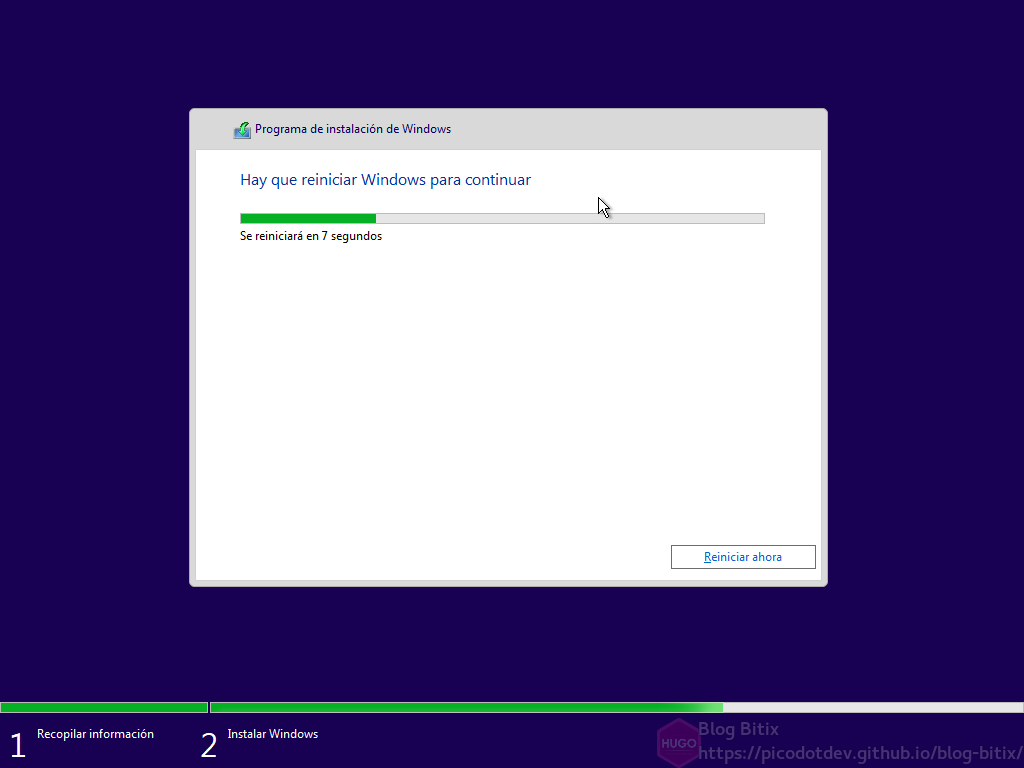 Programa de instalación de Windows
Hay que reiniciar Windows para continuar
Se reiniciará en 7 segundos
Reiniciar ahora
1 Recopilar información
2 Instalar Windows
HUGO
Blog Bitix
https://picodotdev.github.io/blog-bitix/